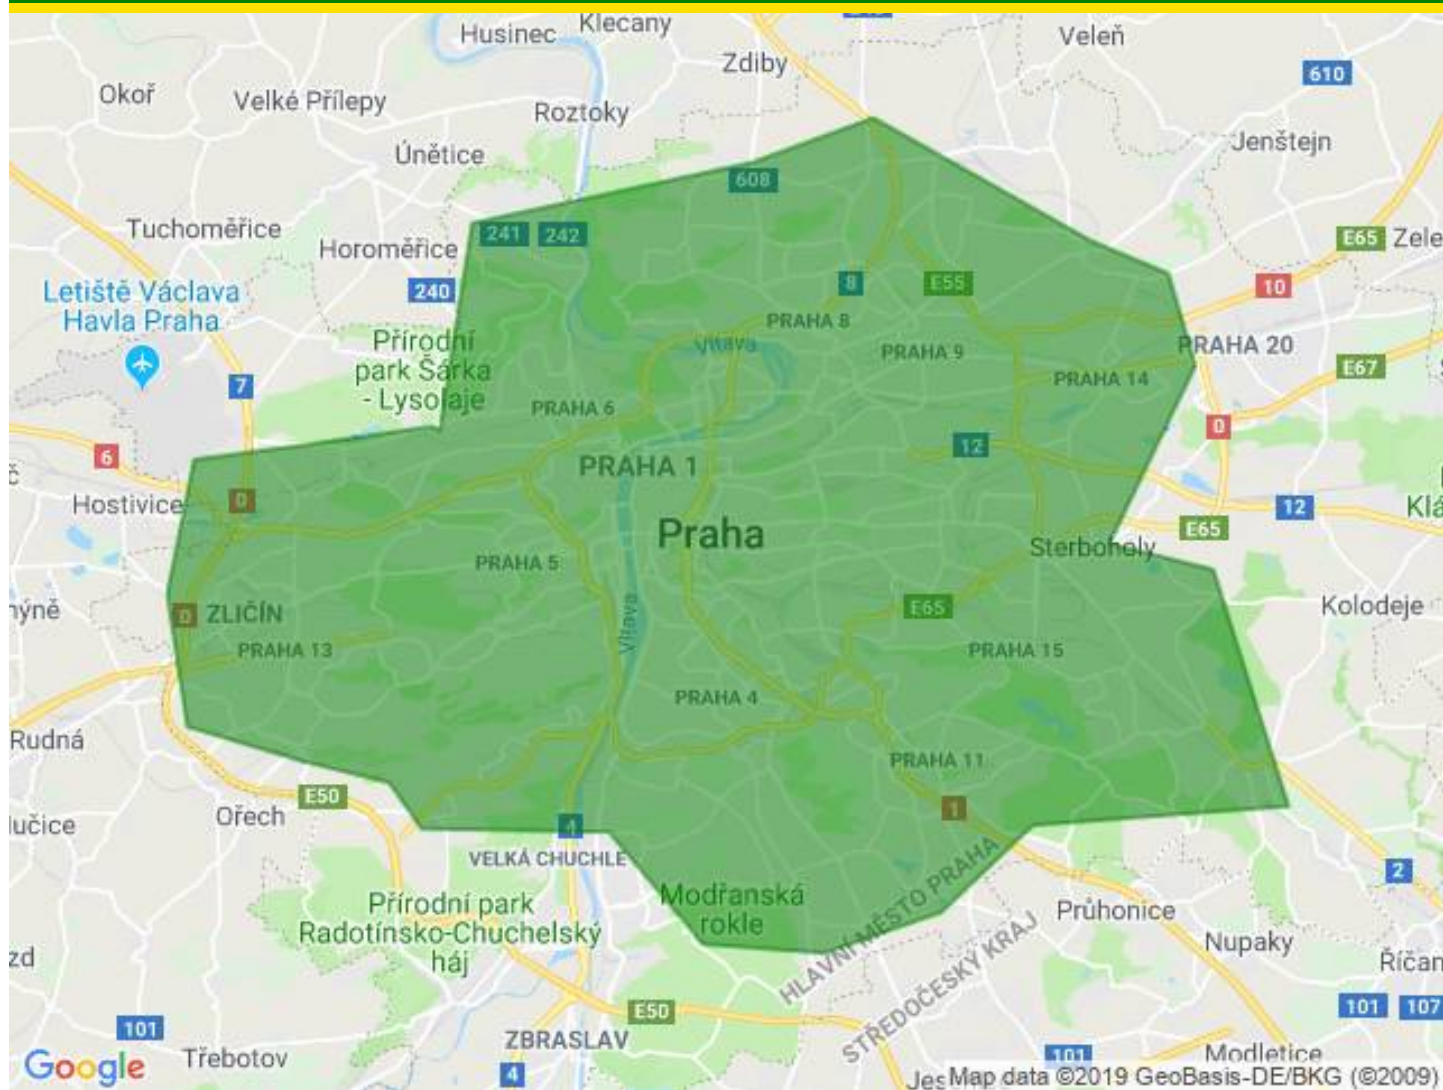 Husinec
Klecany
Veleň
Zdiby
610
Okoř
Velké Přílepy
Roztoky
Jenštejn
Únětice
608
Tuchoměřice
Horoměřice
241
242
E65
Zele
Letiště Václava
Havla Praha
240
8
E55
10
PRAHA 8
Přírodní
park Šárka
- Lysolaje
Vltava
PRAHA 9
PRAHA 20
7
E67
PRAHA 14
PRAHA 6
0
6
12
PRAHA 1
Hostivice
0
12
Klá
Praha
E65
Sterboholy
PRAHA 5
E65
Kolodeje
nýně
0
ZLIČÍN
Vltava
PRAHA 13
PRAHA 15
PRAHA 4
Rudná
PRAHA 11
E50
1
Ořech
lučice
4
VELKÁ CHUCHLE
2
Modřanská
rokle
Přírodní park
Radotínsko-Chuchelský
háj
HLAVNÍ MĚSTO PRAHA
STŘEDOČESKÝ KRAJ
Průhonice
Nupaky
zd
Říčan
E50
101
107
101
ZBRASLAV
Třebotov
Google
4
101
Modletice
Jes
Map data ©2019 GeoBasis-DE/BKG (©2009)